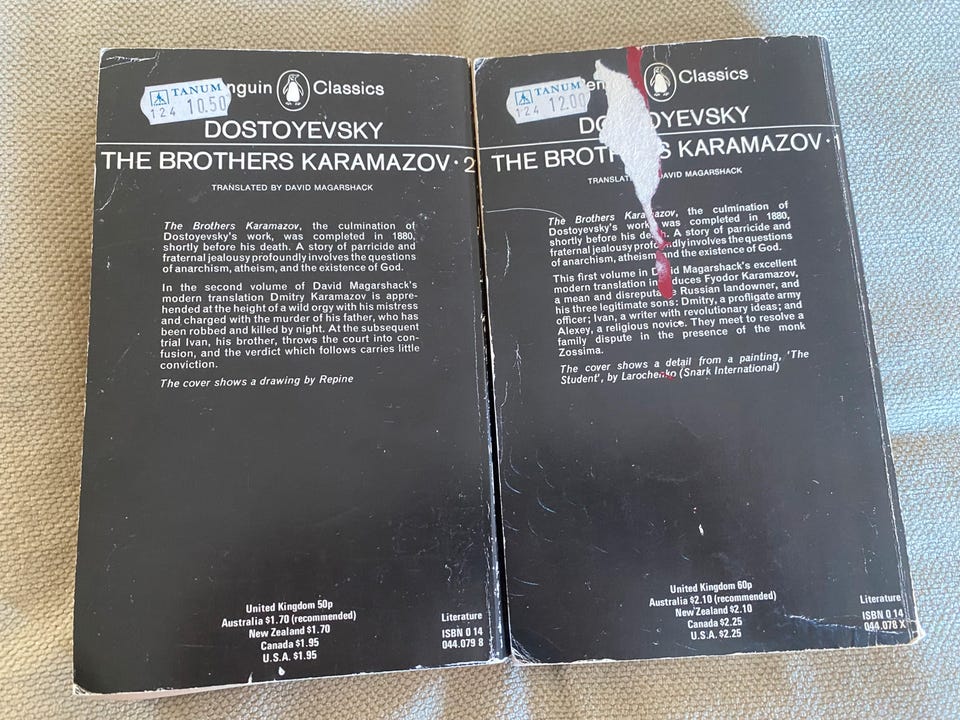 TANUM
124 10.50
nguin Classics
DOSTOYEVSKY
THE BROTHERS KARAMAZOV · 2
TRANSLATED BY DAVID MAGARSHACK
The Brothers Karamazov, the culmination of
Dostoyevsky's work, was completed in 1880,
shortly before his death. A story of parricide and
fraternal jealousy profoundly involves the questions
of anarchism, atheism, and the existence of God.
In the second volume of David Magarshack's
modern translation Dmitry Karamazov is appre-
hended at the height of a wild orgy with his mistress
and charged with the murder of his father, who has
been robbed and killed by night. At the subsequent
trial Ivan, his brother, throws the court into con-
fusion, and the verdict which follows carries little
conviction.
The cover shows a drawing by Repine
United Kingdom 50p
Australia $1.70 (recommended)
New Zealand $1.70
Canada $1.95
U.S.A. $1.95
Literature
ISBN 0 14
044.079 8
TANUM
124 12.00
Pen Classics
DO OYEVSKY
THE BROTH S KARAMAZOV · 1
TRANSLAT DAVID MAGARSHACK
The Brothers Kara azov, the culmination of
Dostoyevsky's work was completed in 1880,
shortly before his death. A story of parricide and
fraternal jealousy profoundly involves the questions
of anarchism, atheism, and the existence of God.
This first volume in David Magarshack's excellent
modern translation introduces Fyodor Karamazov,
a mean and disreputable Russian landowner, and
his three legitimate sons: Dmitry, a profligate army
officer; Ivan, a writer with revolutionary ideas; and
Alexey, a religious novice. They meet to resolve a
family dispute in the presence of the monk
Zossima.
The cover shows a detail from a painting, 'The
Student', by Larochenko (Snark International)
United Kingdom 60p
Australia $2.10 (recommended)
New Zealand $2.10
Canada $2.25
U.S.A. $2.25
Literature
ISBN 0 14
044.078 X